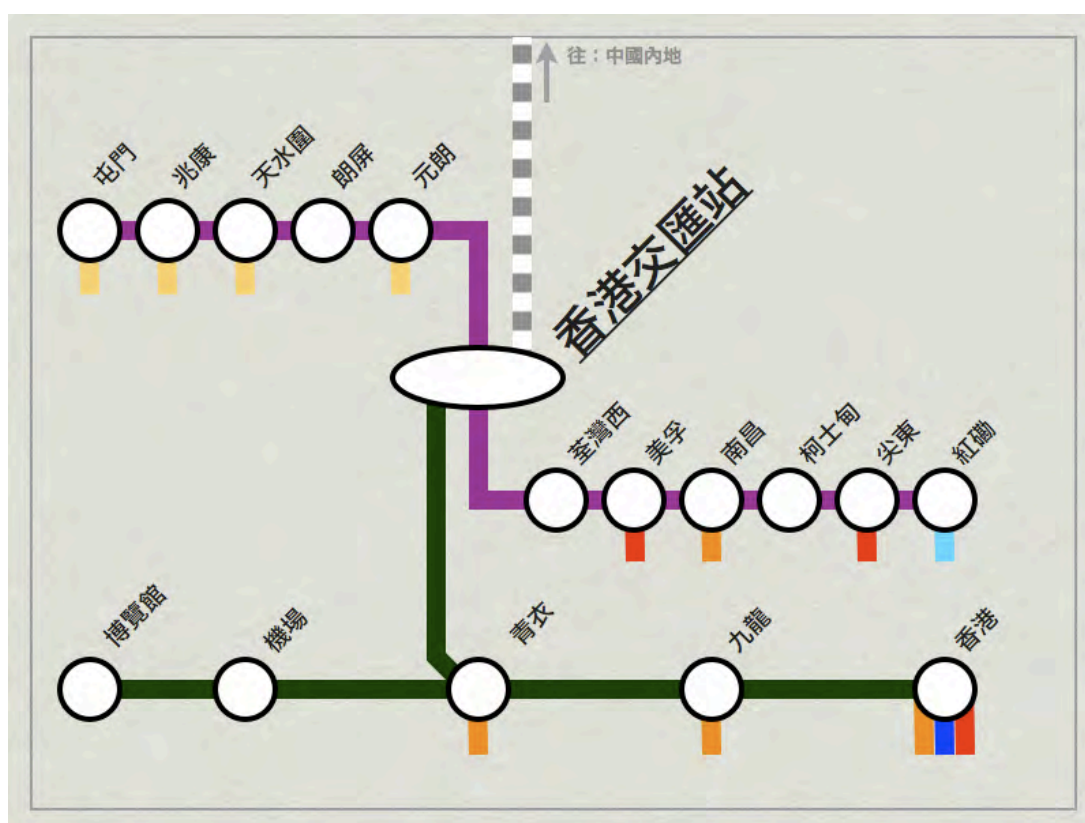 往：中國內地
屯門
兆康
天水圍
朗屏
元朗
香港交匯站
荃灣西
美孚
南昌
柯士甸
尖東
紅磡
博覽館
機場
青衣
九龍
香港